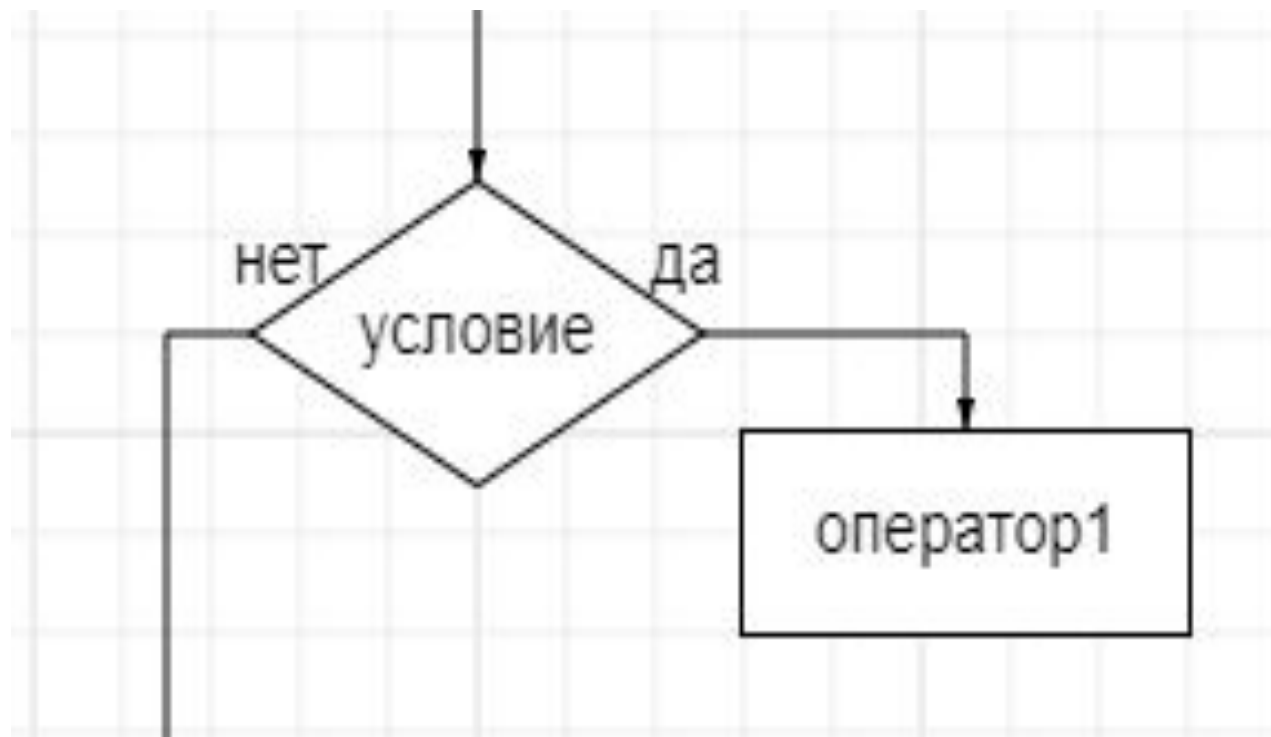 нет
да
условие
оператор1